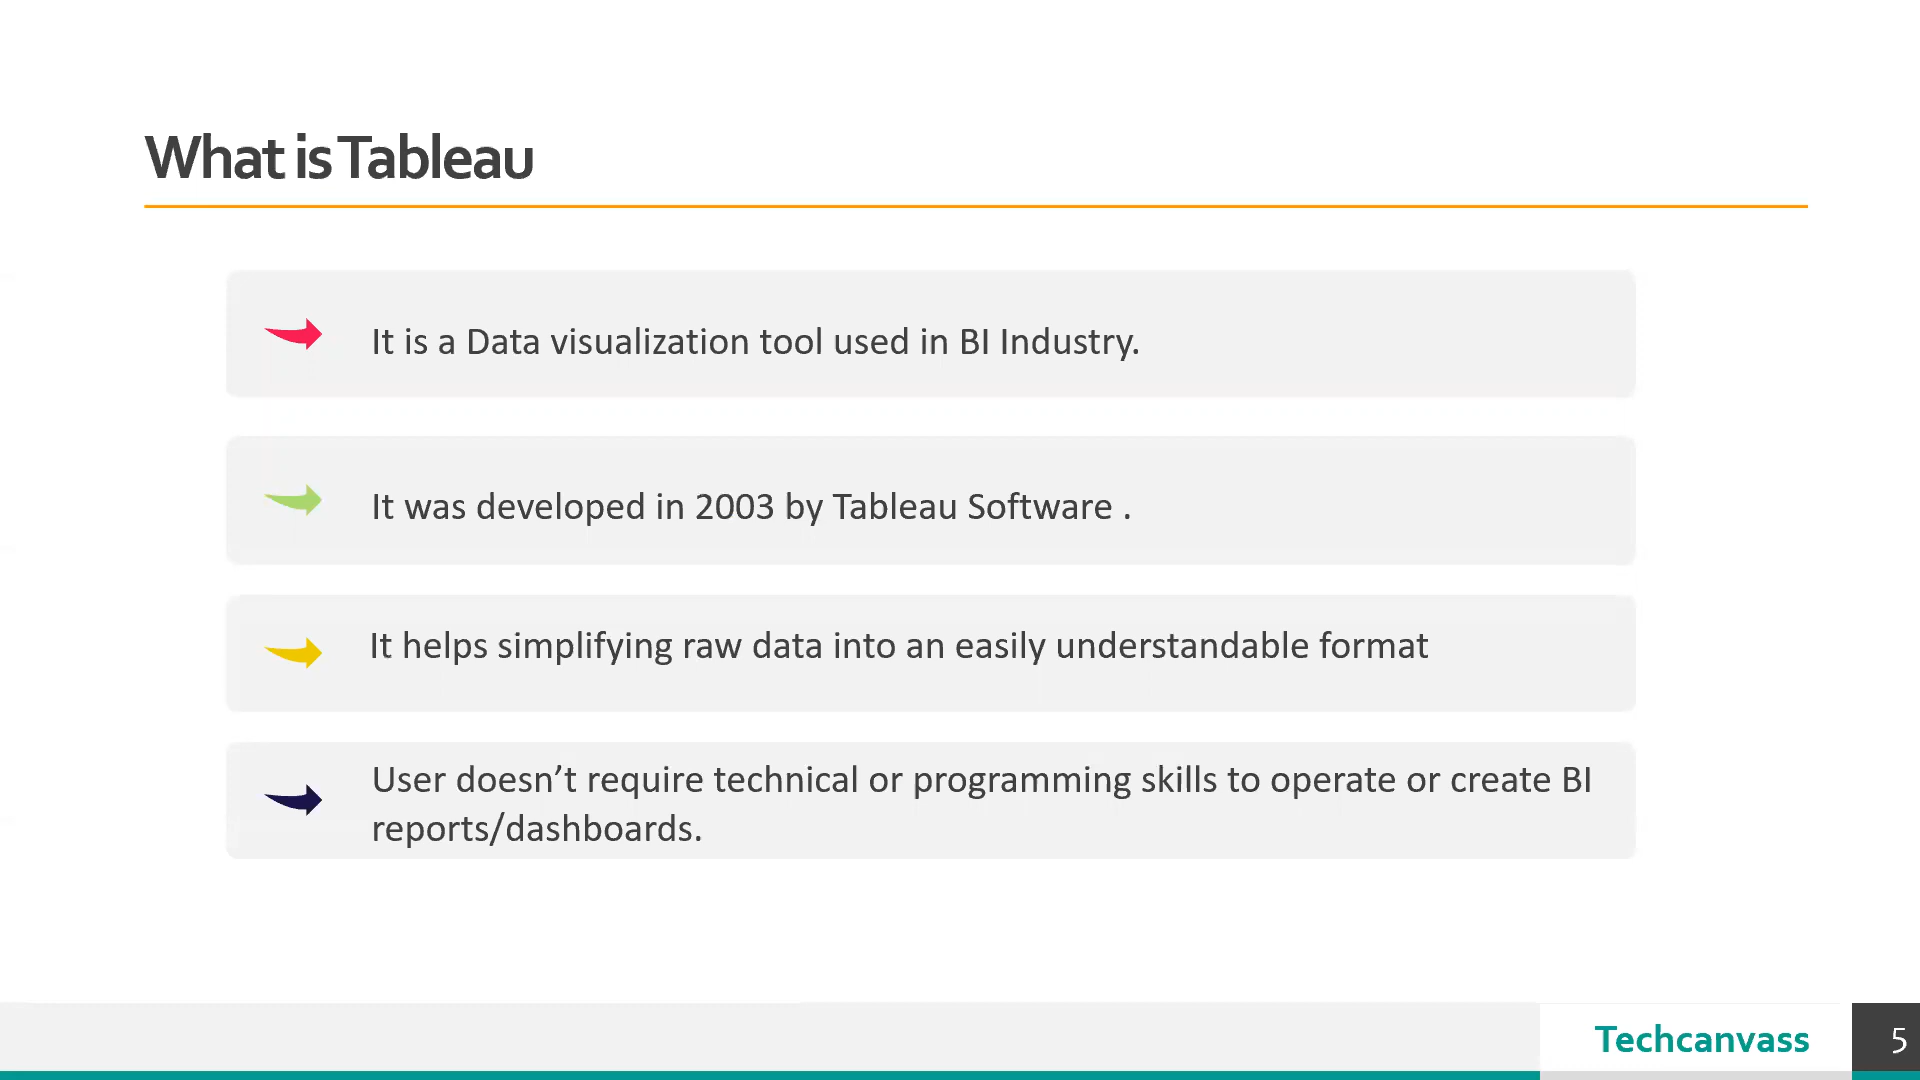 What is Tableau
It is a Data visualization tool used in BI Industry.
It was developed in 2003 by Tableau Software .
It helps simplifying raw data into an easily understandable format
User doesn’t require technical or programming skills to operate or create BI
reports/dashboards.
Techcanvass
5